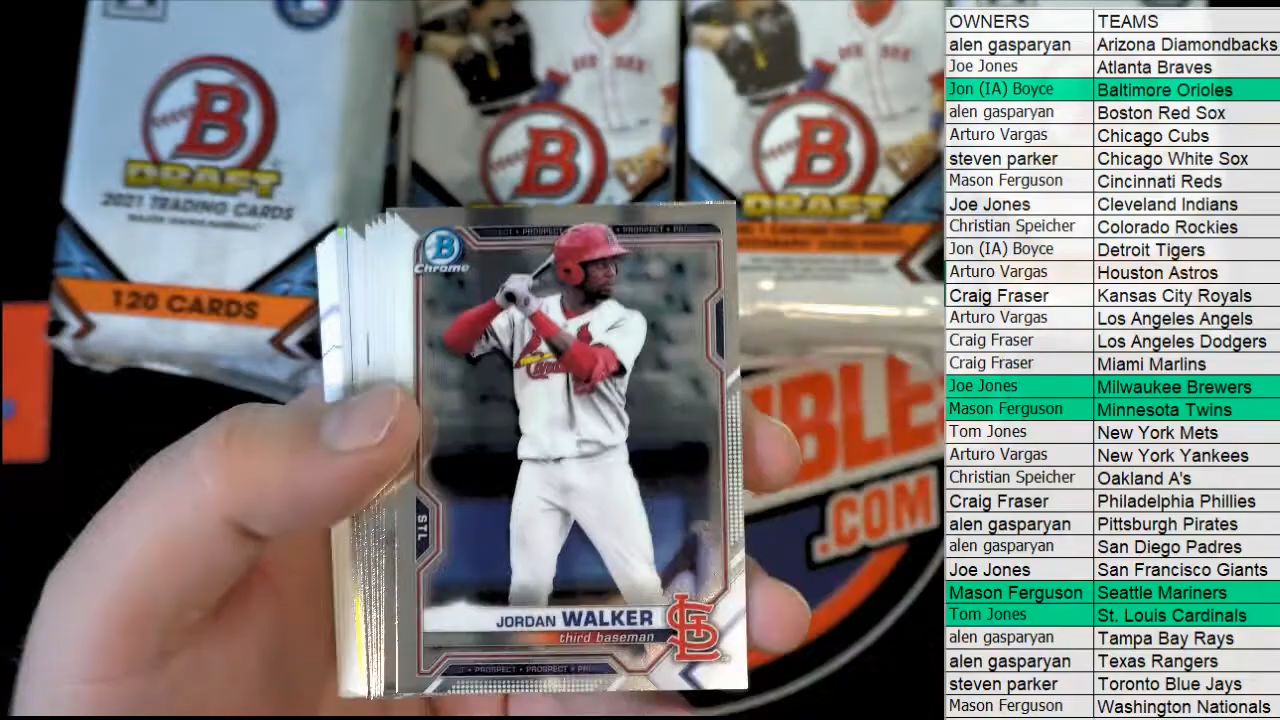 B
DRAFT
2021 TRADING CARDS
120 CARDS
B
B
DRAFT
RED SOX
BLE
.COM
PROSPECT
B
Chrome
Cardinals
STL
JORDAN WALKER
third baseman
STL
PROSPECT • PROSPECT
OWNERS TEAMS
alen gasparyan Arizona Diamondbacks
Joe Jones Atlanta Braves
Jon (IA) Boyce Baltimore Orioles
alen gasparyan Boston Red Sox
Arturo Vargas Chicago Cubs
steven parker Chicago White Sox
Mason Ferguson Cincinnati Reds
Joe Jones Cleveland Indians
Christian Speicher Colorado Rockies
Jon (IA) Boyce Detroit Tigers
Arturo Vargas Houston Astros
Craig Fraser Kansas City Royals
Arturo Vargas Los Angeles Angels
Craig Fraser Los Angeles Dodgers
Craig Fraser Miami Marlins
Joe Jones Milwaukee Brewers
Mason Ferguson Minnesota Twins
Tom Jones New York Mets
Arturo Vargas New York Yankees
Christian Speicher Oakland A's
Craig Fraser Philadelphia Phillies
alen gasparyan Pittsburgh Pirates
alen gasparyan San Diego Padres
Joe Jones San Francisco Giants
Mason Ferguson Seattle Mariners
Tom Jones St. Louis Cardinals
alen gasparyan Tampa Bay Rays
alen gasparyan Texas Rangers
steven parker Toronto Blue Jays
Mason Ferguson Washington Nationals